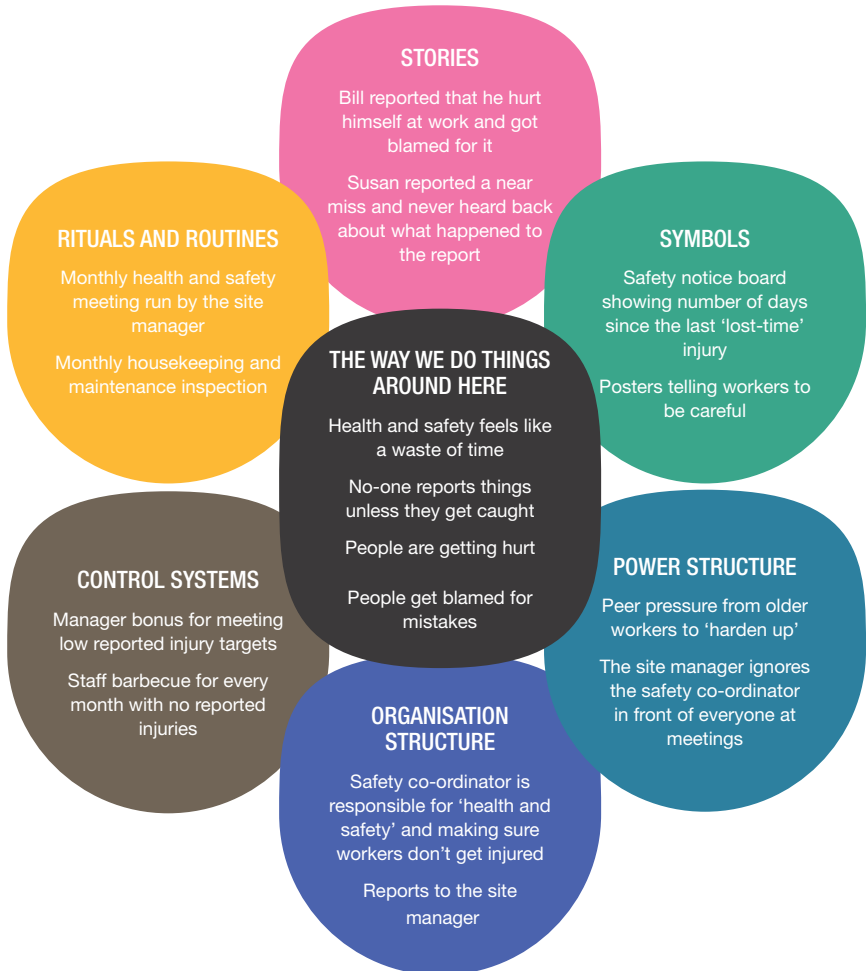 STORIES
Bill reported that he hurt
himself at work and got
blamed for it
Susan reported a near
miss and never heard back
about what happened to
the report
RITUALS AND ROUTINES
Monthly health and safety
meeting run by the site
manager
Monthly housekeeping and
maintenance inspection
SYMBOLS
Safety notice board
showing number of days
since the last ‘lost-time’
injury
Posters telling workers to
be careful
THE WAY WE DO THINGS
AROUND HERE
Health and safety feels like
a waste of time
No-one reports things
unless they get caught
People are getting hurt
People get blamed for
mistakes
CONTROL SYSTEMS
Manager bonus for meeting
low reported injury targets
Staff barbecue for every
month with no reported
injuries
POWER STRUCTURE
Peer pressure from older
workers to ‘harden up’
The site manager ignores
the safety co-ordinator
in front of everyone at
meetings
ORGANISATION
STRUCTURE
Safety co-ordinator is
responsible for ‘health and
safety’ and making sure
workers don’t get injured
Reports to the site
manager